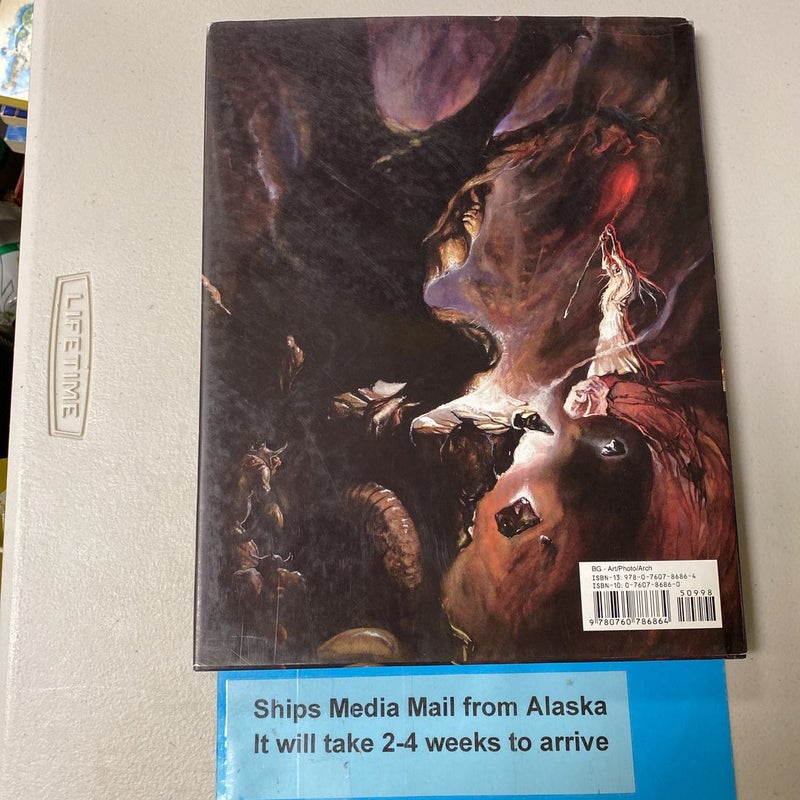 LIFETIME
BG - Art/Photo/Arch
ISBN-13: 978-0-7607-8686-4
ISBN-10: 0-7607-8686-0
50998
9 780760 786864
Ships Media Mail from Alaska
It will take 2-4 weeks to arrive